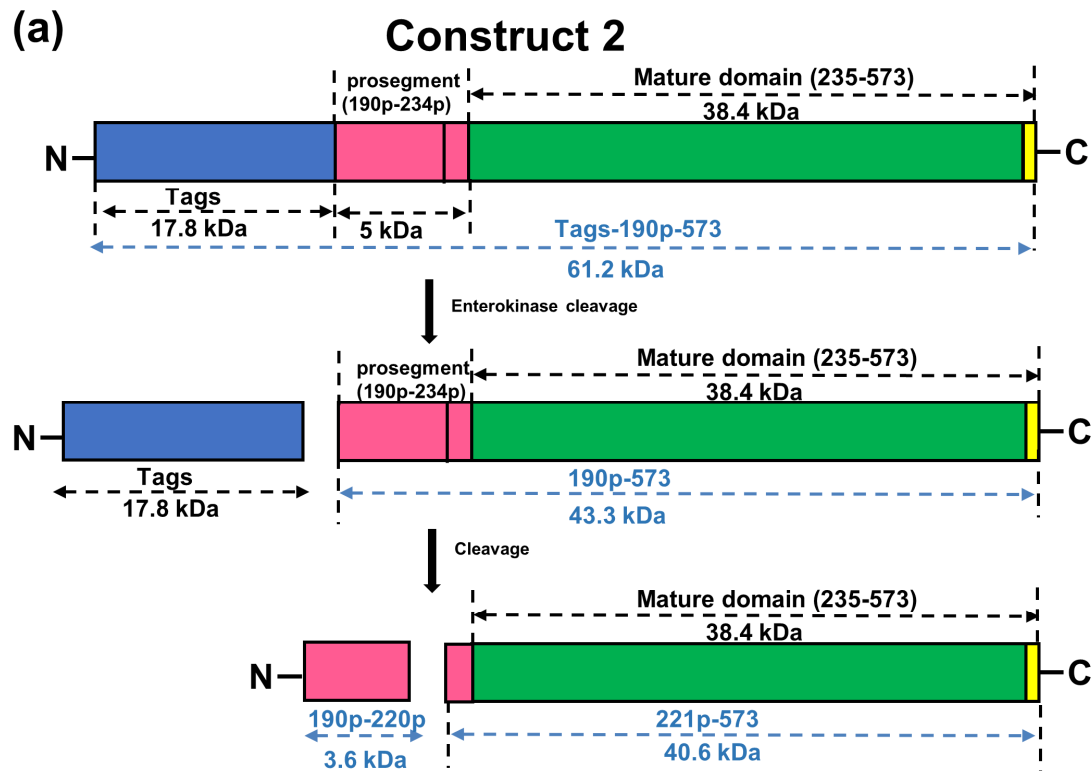 (a)
Construct 2
prosegment
(190p-234p)
Mature domain (235-573)
38.4 kDa
N
C
Tags
17.8 kDa
5 kDa
Tags-190p-573
61.2 kDa
Enterokinase cleavage
prosegment
(190p-234p)
Mature domain (235-573)
38.4 kDa
N
C
Tags
17.8 kDa
190p-573
43.3 kDa
Cleavage
Mature domain (235-573)
38.4 kDa
N
C
190p-220p
3.6 kDa
221p-573
40.6 kDa